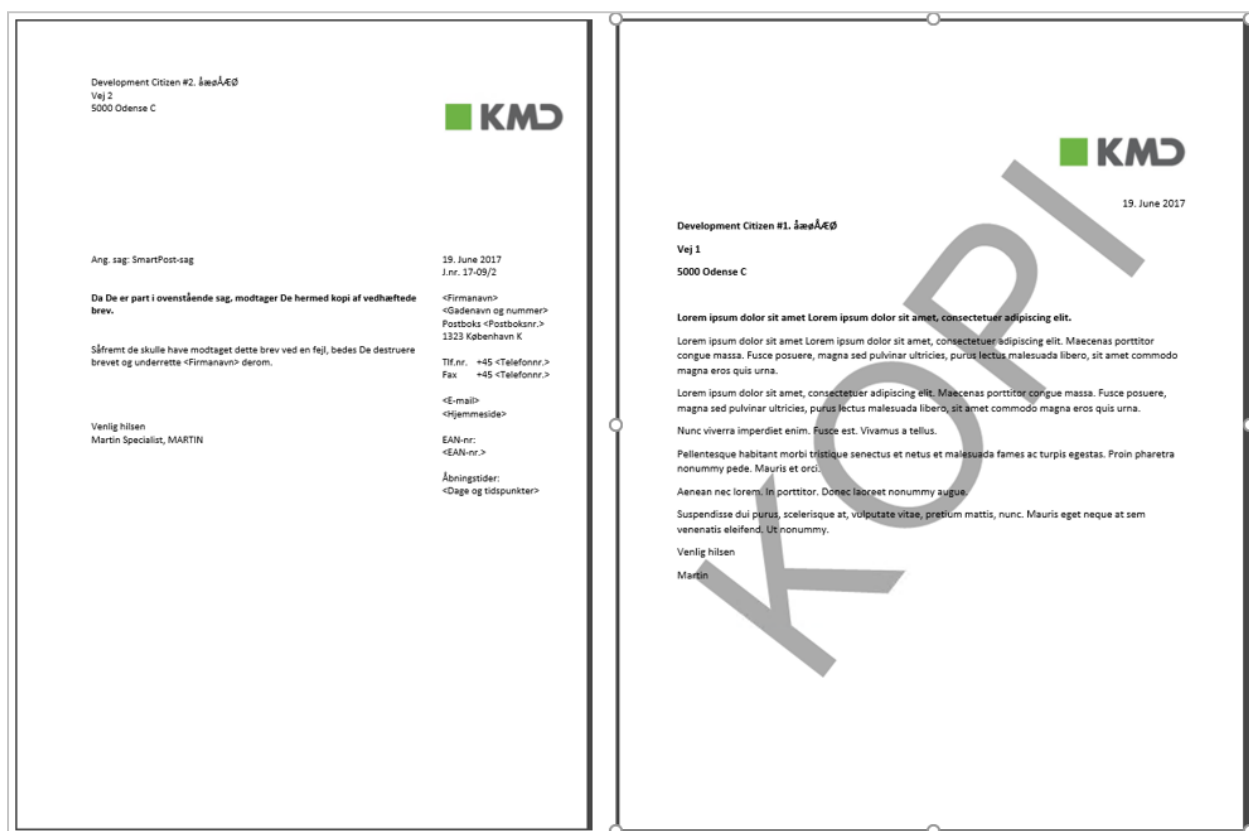 Development Citizen #2. åæøÅÆØ
Vej 2
5000 Odense C
KMD
Ang. sag: SmartPost-sag
Da De er part i ovenstående sag, modtager De hermed kopi af vedhæftede
brev.
Såfremt de skulle have modtaget dette brev ved en fejl, bedes De destruere
brevet og underrette <Firmanavn> derom.
Venlig hilsen
Martin Specialist, MARTIN
19. June 2017
J.nr. 17-09/2
<Firmanavn>
<Gadenavn og nummer>
Postboks <Postboksnr.>
1323 København K
Tlf.nr. +45 <Telefonnr.>
Fax +45 <Telefonnr.>
<E-mail>
<Hjemmeside>
EAN-nr:
<EAN-nr.>
Åbningstider:
<Dage og tidspunkter>
KMD
19. June 2017
Development Citizen #1. åæøÅÆØ
Vej 1
5000 Odense C
Lorem ipsum dolor sit amet Lorem ipsum dolor sit amet, consectetuer adipiscing elit.
Lorem ipsum dolor sit amet Lorem ipsum dolor sit amet, consectetuer adipiscing elit. Maecenas porttitor
congue massa. Fusce posuere, magna sed pulvinar ultricies, purus lectus malesuada libero, sit amet commodo
magna eros quis urna.
Lorem ipsum dolor sit amet, consectetuer adipiscing elit. Maecenas porttitor congue massa. Fusce posuere,
magna sed pulvinar ultricies, purus lectus malesuada libero, sit amet commodo magna eros quis urna.
Nunc viverra imperdiet enim. Fusce est. Vivamus a tellus.
Pellentesque habitant morbi tristique senectus et netus et malesuada fames ac turpis egestas. Proin pharetra
nonummy pede. Mauris et orci.
Aenean nec lorem. In porttitor. Donec laoreet nonummy augue.
Suspendisse dui purus, scelerisque at, vulputate vitae, pretium mattis, nunc. Mauris eget neque at sem
venenatis eleifend. Ut nonummy.
Venlig hilsen
Martin
KOPI